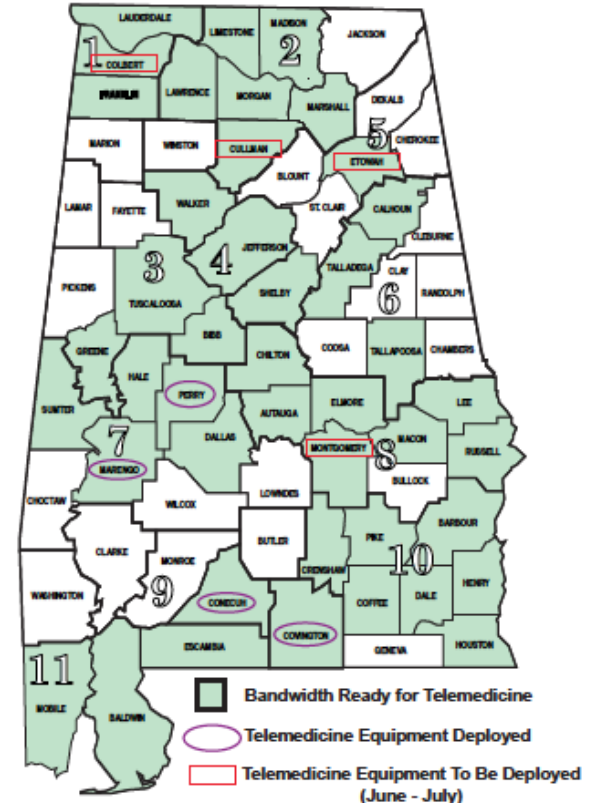 LAUDERDALE
LIMESTONE
MADISON
JACKSON
1
COLBERT
2
FRANKLIN
LAWRENCE
MORGAN
MARSHALL
DEKALB
5
CHEROKEE
MARION
WINSTON
CULLMAN
ETOWAH
BLOUNT
LAMAR
FAYETTE
WALKER
ST. CLAIR
CALHOUN
CLEBURNE
3
4
JEFFERSON
TALLADEGA
CLAY
6
RANDOLPH
PICKENS
TUSCALOOSA
SHELBY
BIBB
GREENE
HALE
CHILTON
COOSA
TALLAPOOSA
CHAMBERS
PERRY
SUMTER
AUTAUGA
ELMORE
LEE
7
DALLAS
MACON
MONTGOMERY
8
RUSSELL
MARENGO
BULLOCK
CHOCTAW
WILCOX
LOWNDES
BARBOUR
CLARKE
MONROE
BUTLER
PIKE
10
CRENSHAW
WASHINGTON
9
CONECUH
COFFEE
DALE
HENRY
COVINGTON
ESCAMBIA
GENEVA
HOUSTON
11
MOBILE
BALDWIN
Bandwidth Ready for Telemedicine
Telemedicine Equipment Deployed
Telemedicine Equipment To Be Deployed
(June - July)